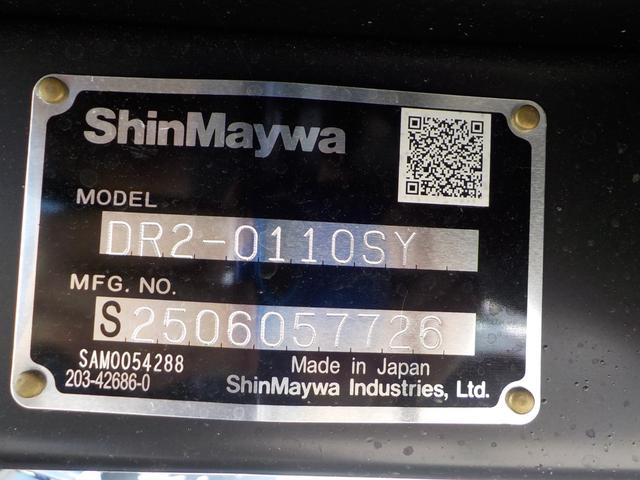 ShinMaywa
MODEL
DR2-0110SY
MFG. NO.
S2506057726
SAM0054288
203-42686-0
Made in Japan
ShinMaywa Industries, Ltd.